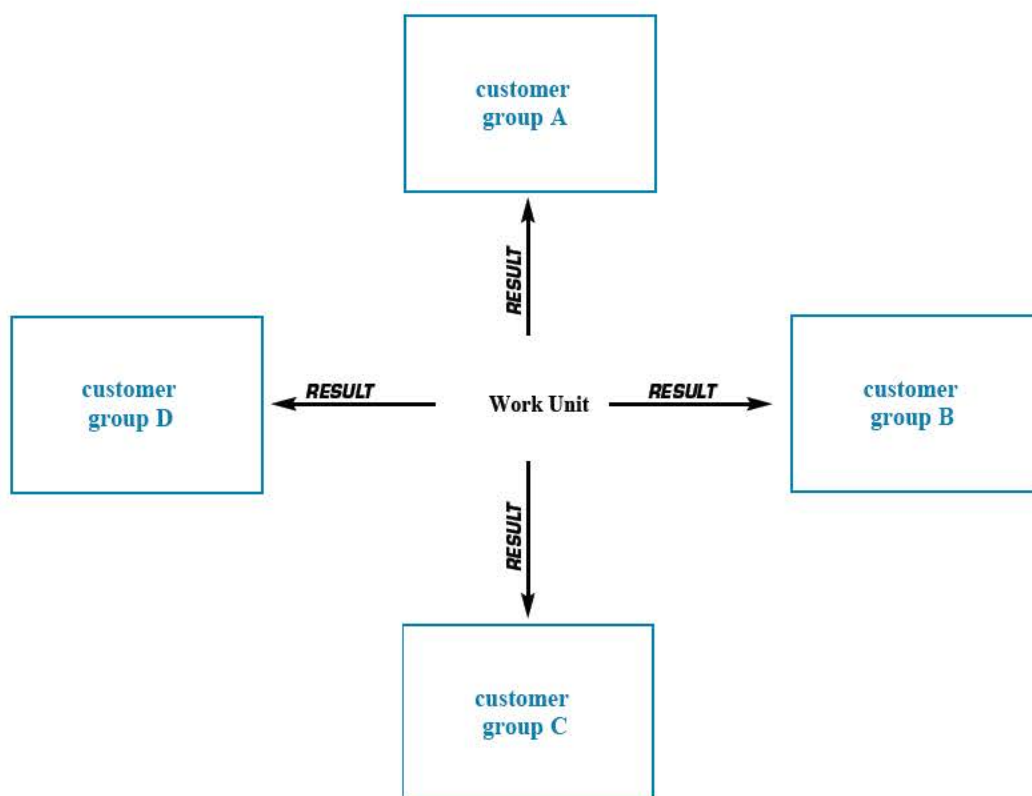 customer
group A
RESULT
customer
group D
RESULT
Work Unit
RESULT
customer
group B
RESULT
customer
group C